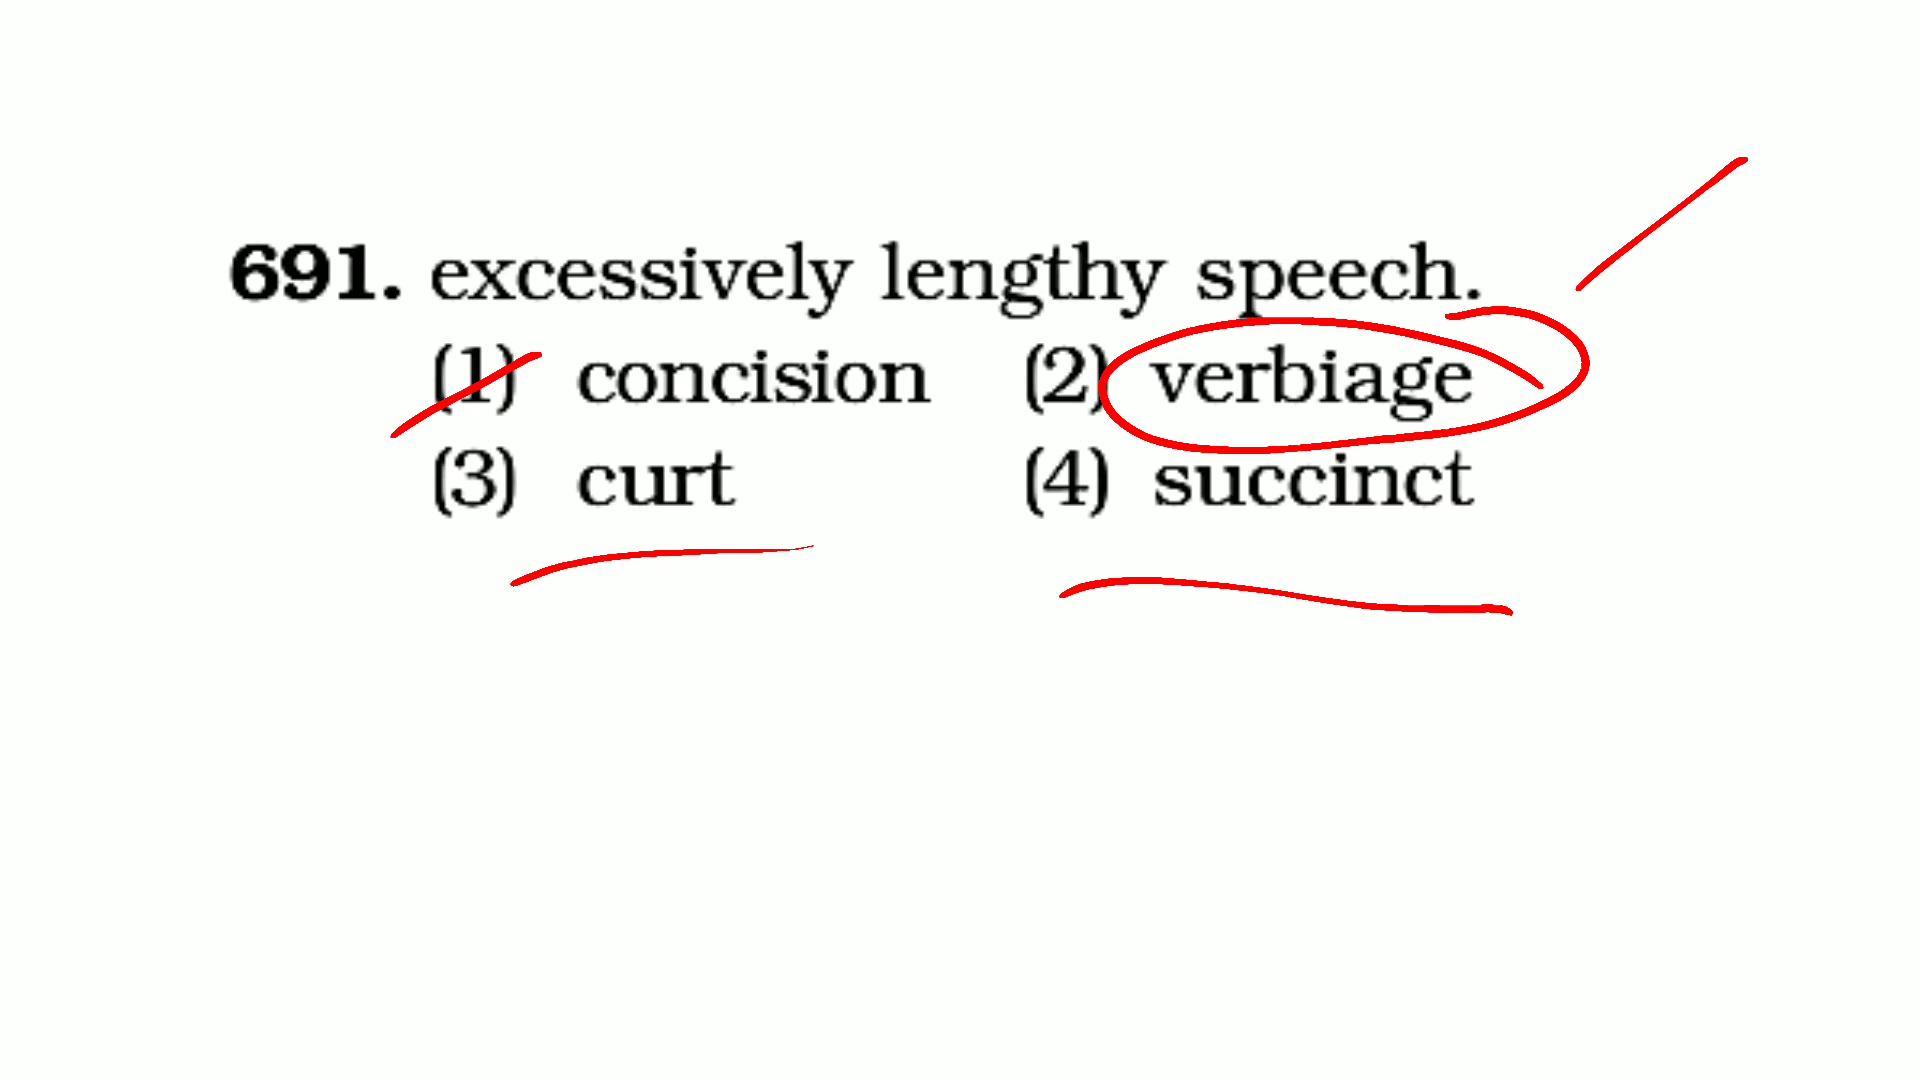 691. excessively lengthy speech.
(1) concision (2) verbiage
(3) curt (4) succinct